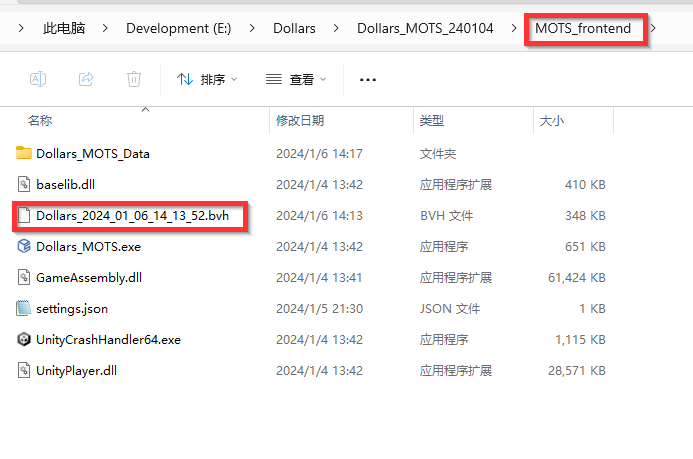 此电脑 Development (E:) Dollars Dollars_MOTS_240104 MOTS_frontend
排序 查看
名称 修改日期 类型 大小
Dollars_MOTS_Data 2024/1/6 14:17 文件夹
baselib.dll 2024/1/4 13:42 应用程序扩展 410 KB
Dollars_2024_01_06_14_13_52.bvh 2024/1/6 14:13 BVH 文件 348 KB
Dollars_MOTS.exe 2024/1/4 13:42 应用程序 651 KB
GameAssembly.dll 2024/1/4 13:41 应用程序扩展 61,424 KB
settings.json 2024/1/5 21:30 JSON 文件 1 KB
UnityCrashHandler64.exe 2024/1/4 13:42 应用程序 1,115 KB
UnityPlayer.dll 2024/1/4 13:42 应用程序扩展 28,571 KB